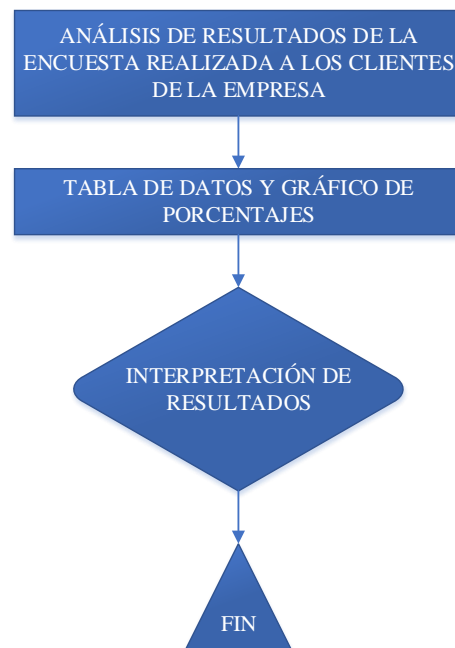 ANÁLISIS DE RESULTADOS DE LA
ENCUESTA REALIZADA A LOS CLIENTES
DE LA EMPRESA
TABLA DE DATOS Y GRÁFICO DE
PORCENTAJES
INTERPRETACIÓN DE
RESULTADOS
FIN